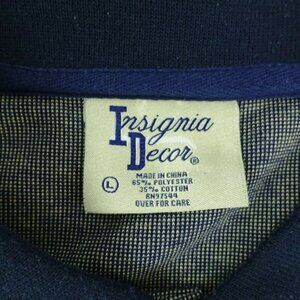 Insignia
Decor®
L
MADE IN CHINA
65% POLYESTER
35% COTTON
RN97544
OVER FOR CARE